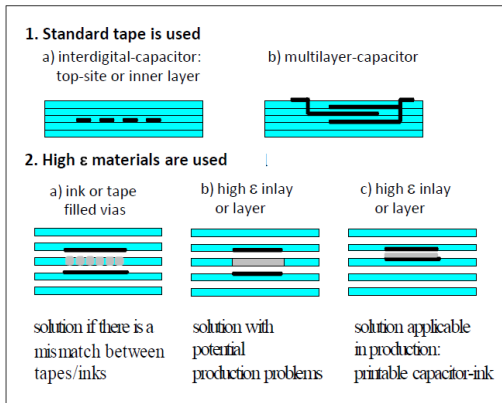 1. Standard tape is used
a) interdigital-capacitor:
top-site or inner layer
b) multilayer-capacitor
2. High ε materials are used
a) ink or tape
filled vias
b) high ε inlay
or layer
c) high ε inlay
or layer
solution if there is a
mismatch between
tapes/inks
solution with
potential
production problems
solution applicable
in production:
printable capacitor-ink